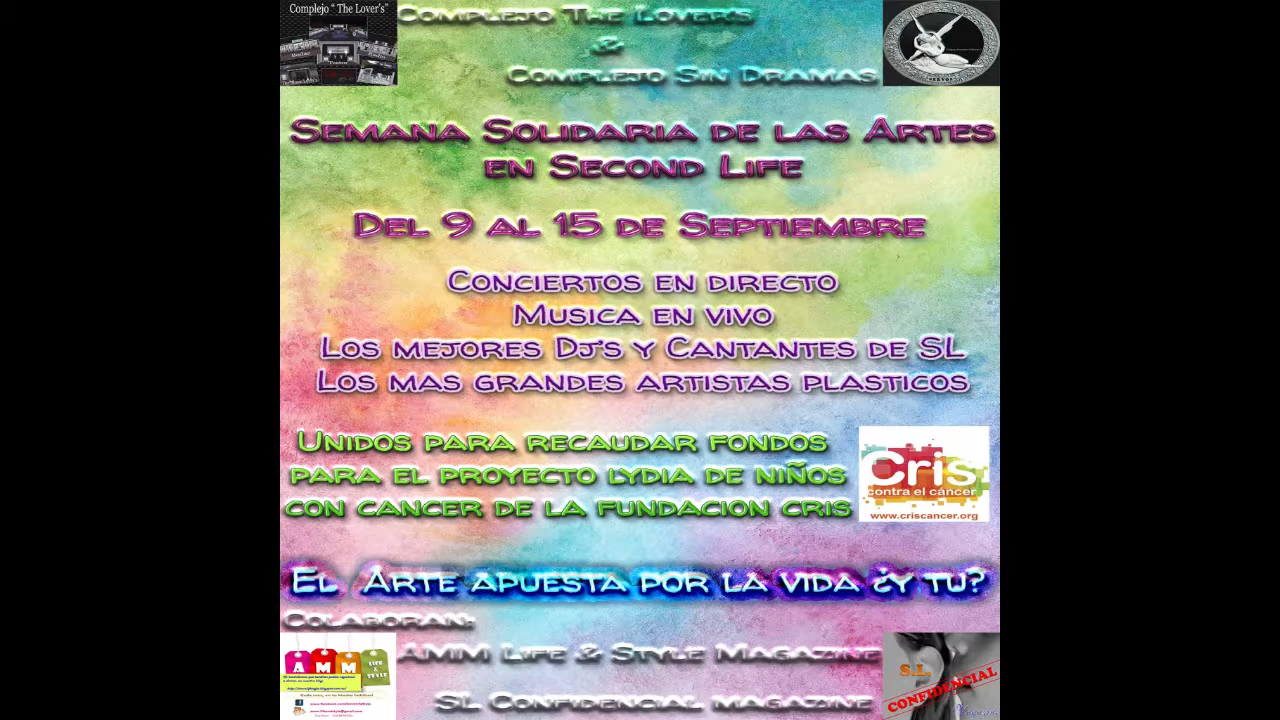 Complejo " The Lover's"
Complejo The Lover's
&
Complejo Sin Dramas
Semana Solidaria de las Artes
en Second Life
Del 9 al 15 de Septiembre
Conciertos en directo
Musica en vivo
Los mejores Dj's y Cantantes de SL
Los mas grandes artistas plasticos
Unidos para recaudar fondos
para el proyecto lydia de niños
con cancer de la fundacion cris
Cris
contra el cáncer
www.criscancer.org
El Arte apuesta por la vida ¿y tu?
Colaboran:
AMM Life & Style Magazine
SL Confidencial magazine
AMM
LIFE
&
STYLE
S.L.
CONFIDENCIAL